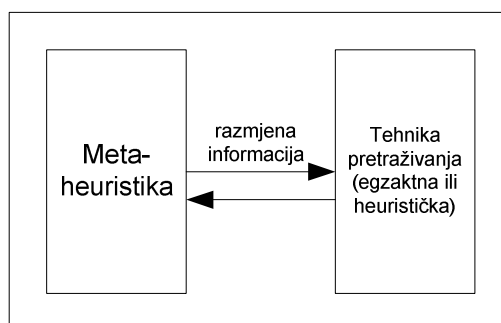 Meta-
heuristika
razmjena
informacija
Tehnika
pretraživanja
(egzaktna ili
heuristička)